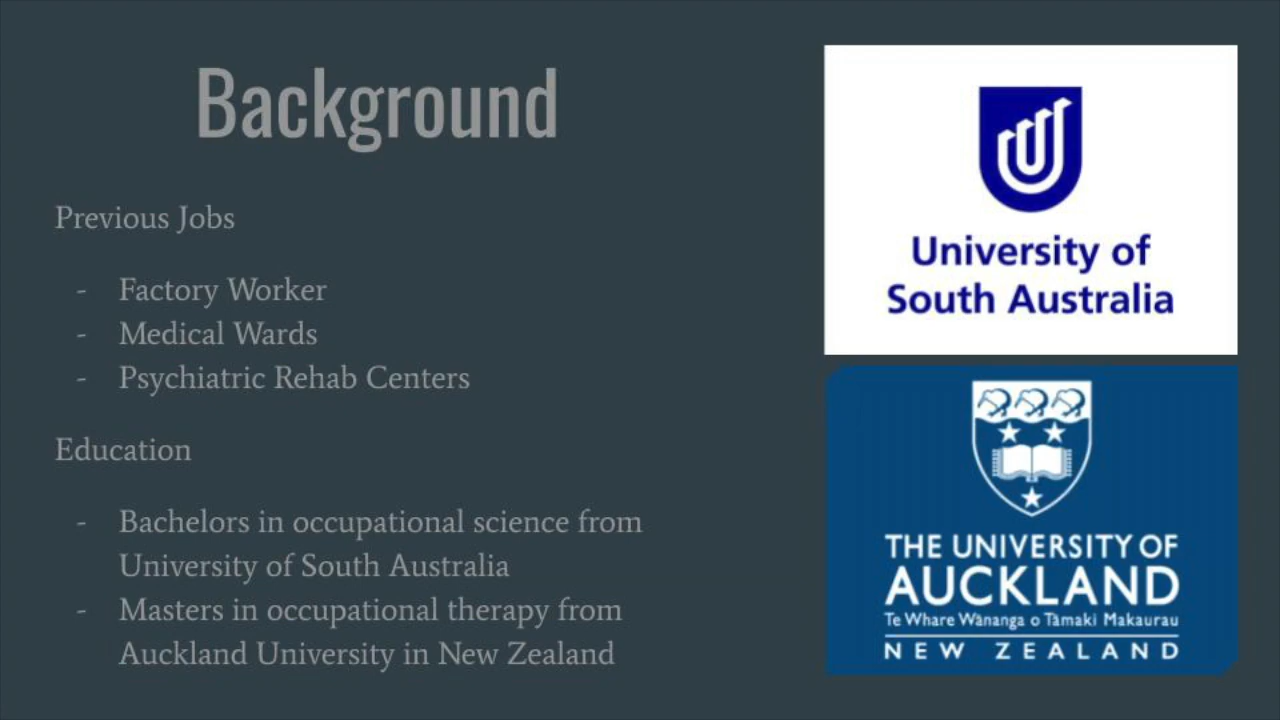 Background
Previous Jobs
- Factory Worker
- Medical Wards
- Psychiatric Rehab Centers
Education
- Bachelors in occupational science from
University of South Australia
- Masters in occupational therapy from
Auckland University in New Zealand
University of
South Australia
THE UNIVERSITY OF
AUCKLAND
Te Whare Wānanga o Tāmaki Makaurau
NEW ZEALAND